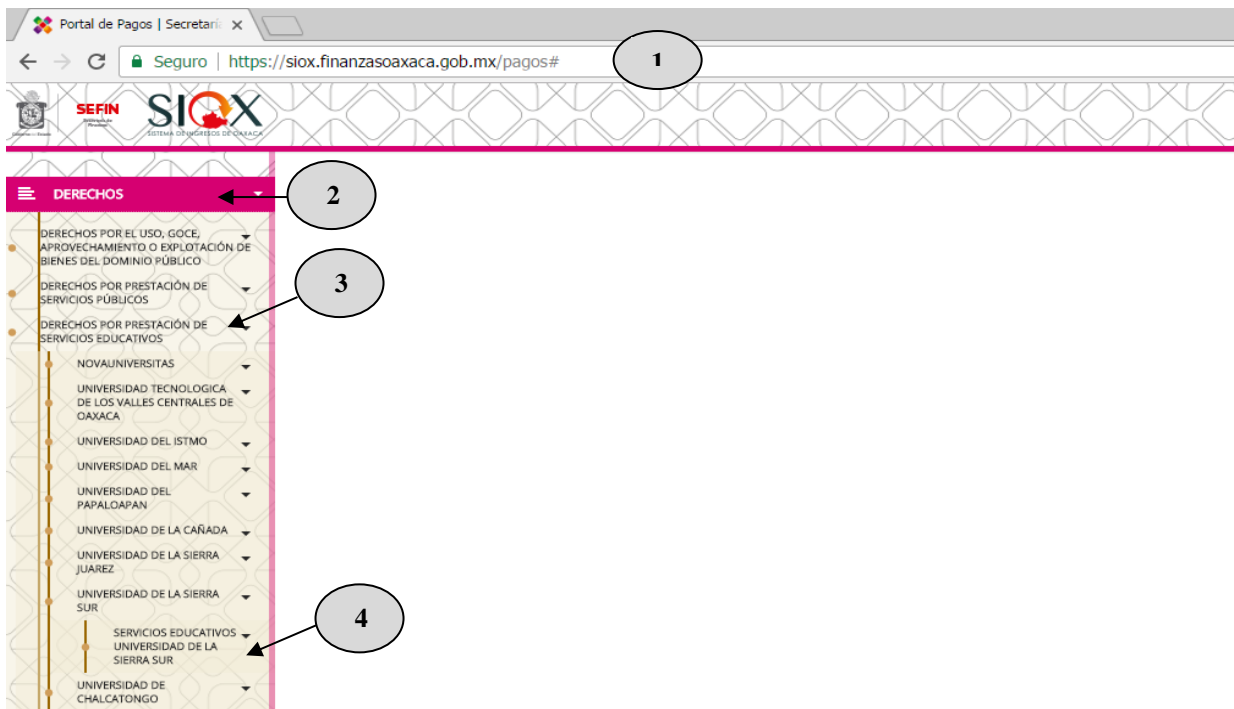 Portal de Pagos | Secretarí
Seguro | https://siox.finanzasoaxaca.gob.mx/pagos#
1
SEFIN
SIOX
SISTEMA DE INGRESOS DE OAXACA
DERECHOS
2
DERECHOS POR EL USO, GOCE,
APROVECHAMIENTO O EXPLOTACIÓN DE
BIENES DEL DOMINIO PÚBLICO
DERECHOS POR PRESTACIÓN DE
SERVICIOS PÚBLICOS
3
DERECHOS POR PRESTACIÓN DE
SERVICIOS EDUCATIVOS
NOVAUNIVERSITAS
UNIVERSIDAD TECNOLOGICA
DE LOS VALLES CENTRALES DE
OAXACA
UNIVERSIDAD DEL ISTMO
UNIVERSIDAD DEL MAR
UNIVERSIDAD DEL
PAPALOAPAN
UNIVERSIDAD DE LA CAÑADA
UNIVERSIDAD DE LA SIERRA
JUAREZ
UNIVERSIDAD DE LA SIERRA
SUR
4
SERVICIOS EDUCATIVOS
UNIVERSIDAD DE LA
SIERRA SUR
UNIVERSIDAD DE
CHALCATONGO